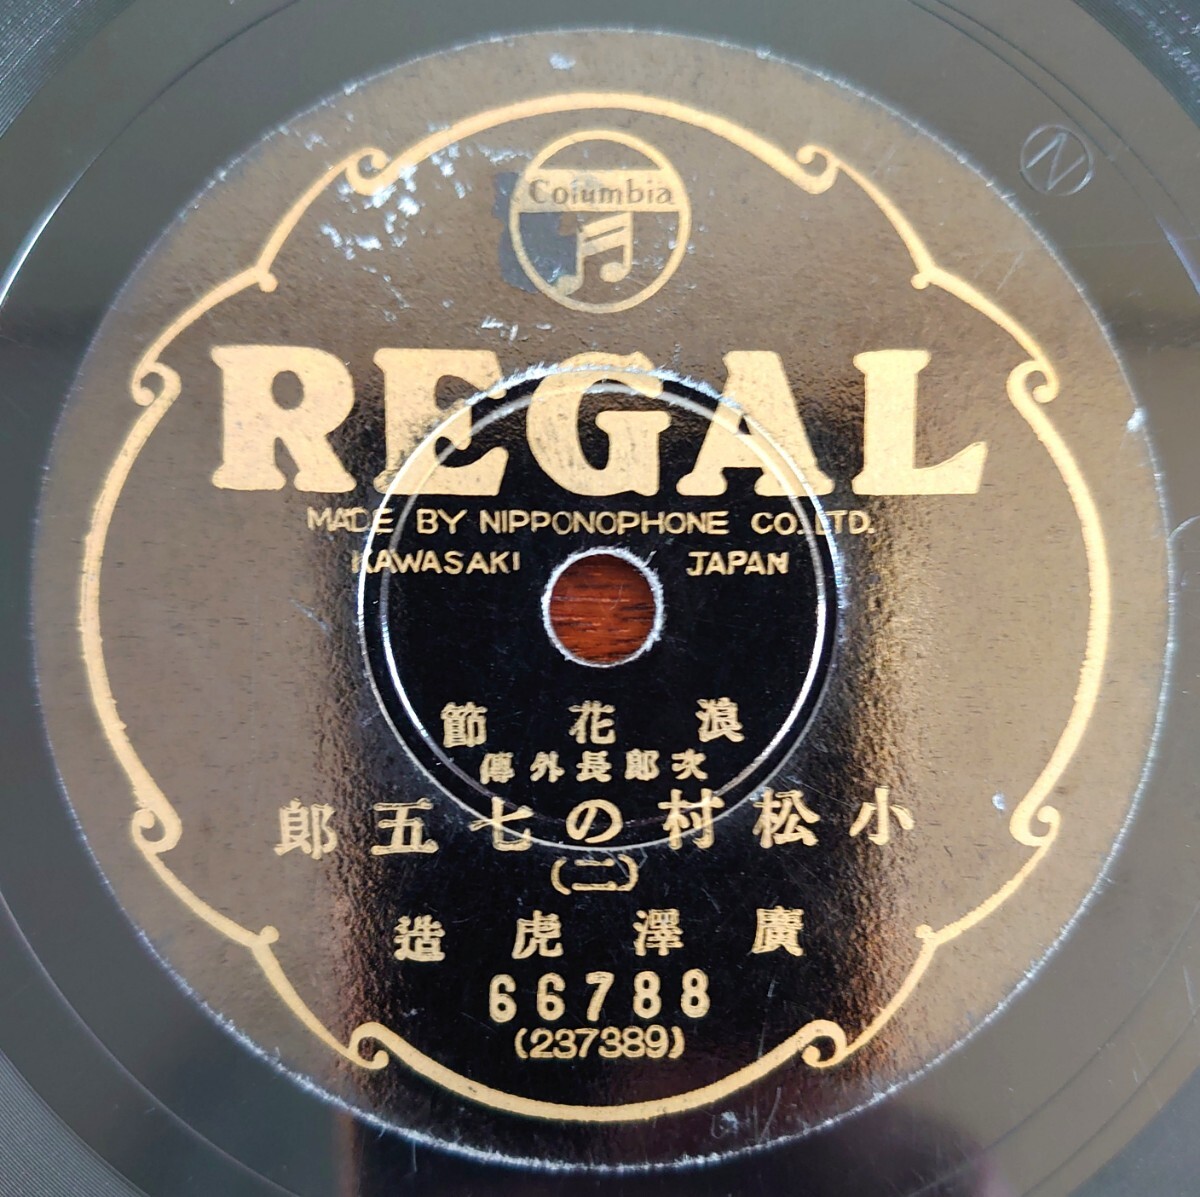 Columbia
REGAL
MADE BY NIPPONOPHONE CO. LTD.
KAWASAKI JAPAN
浪花節
次郎長外傳
小松村の七五郎
(二)
廣澤虎造
66788
(237389)
N